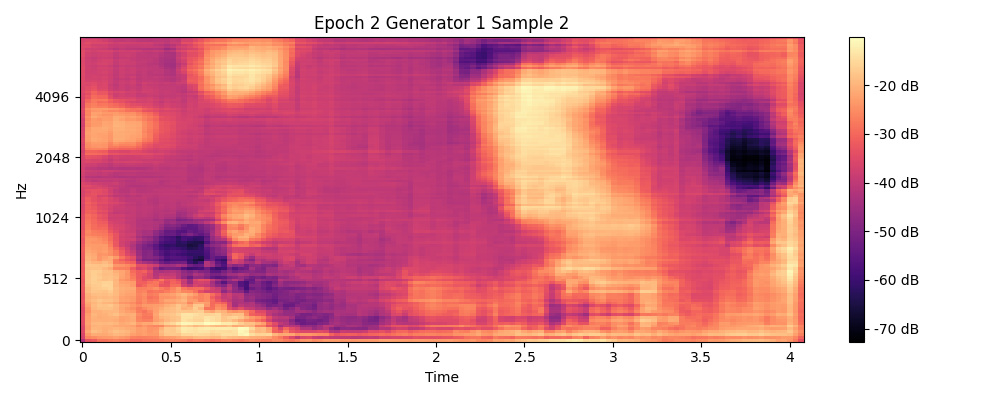 Epoch 2 Generator 1 Sample 2
Hz
4096
2048
1024
512
0
0 0.5 1 1.5 2 2.5 3 3.5 4
Time
-20 dB
-30 dB
-40 dB
-50 dB
-60 dB
-70 dB